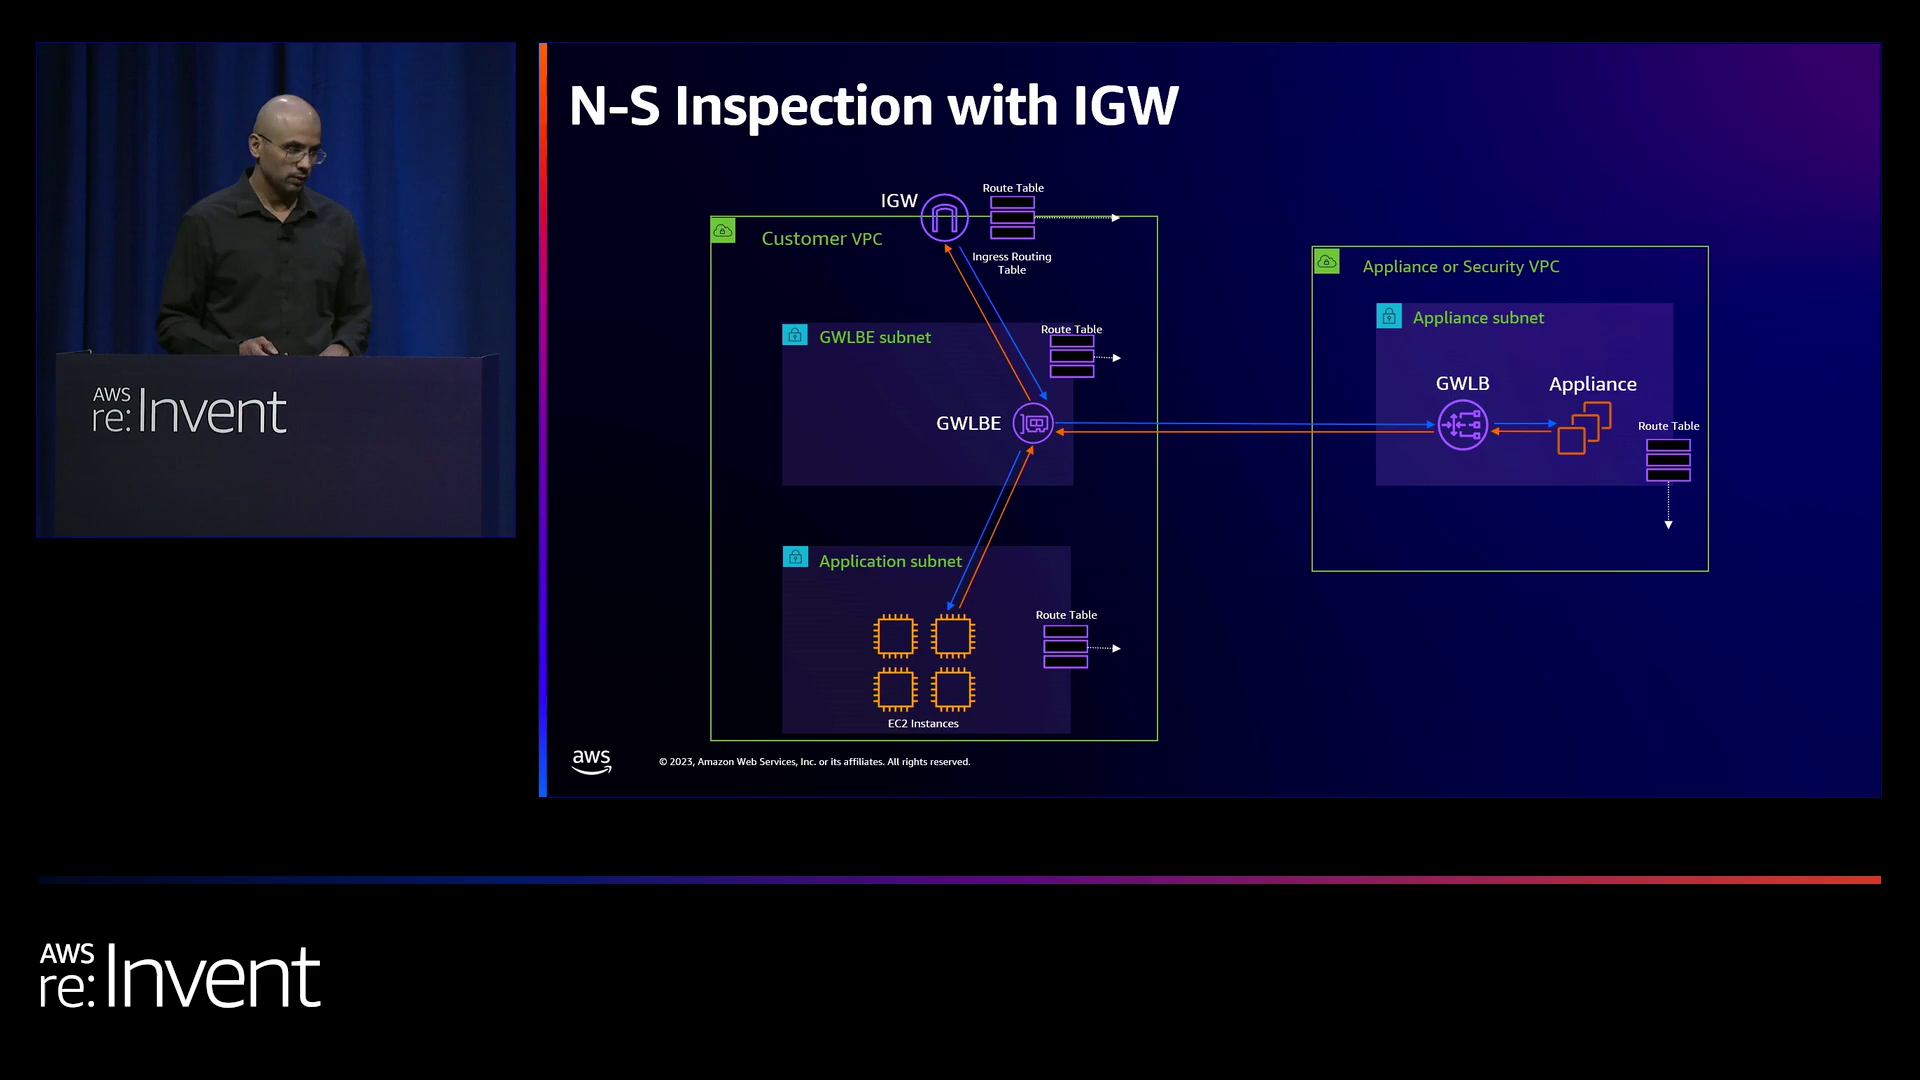 N-S Inspection with IGW
IGW
Route Table
Customer VPC
Ingress Routing
Table
Appliance or Security VPC
GWLBE subnet
Route Table
Appliance subnet
GWLBE
GWLB
Appliance
Route Table
Application subnet
Route Table
EC2 Instances
aws
© 2023, Amazon Web Services, Inc. or its affiliates. All rights reserved.
AWS
re:Invent
AWS
re:Invent